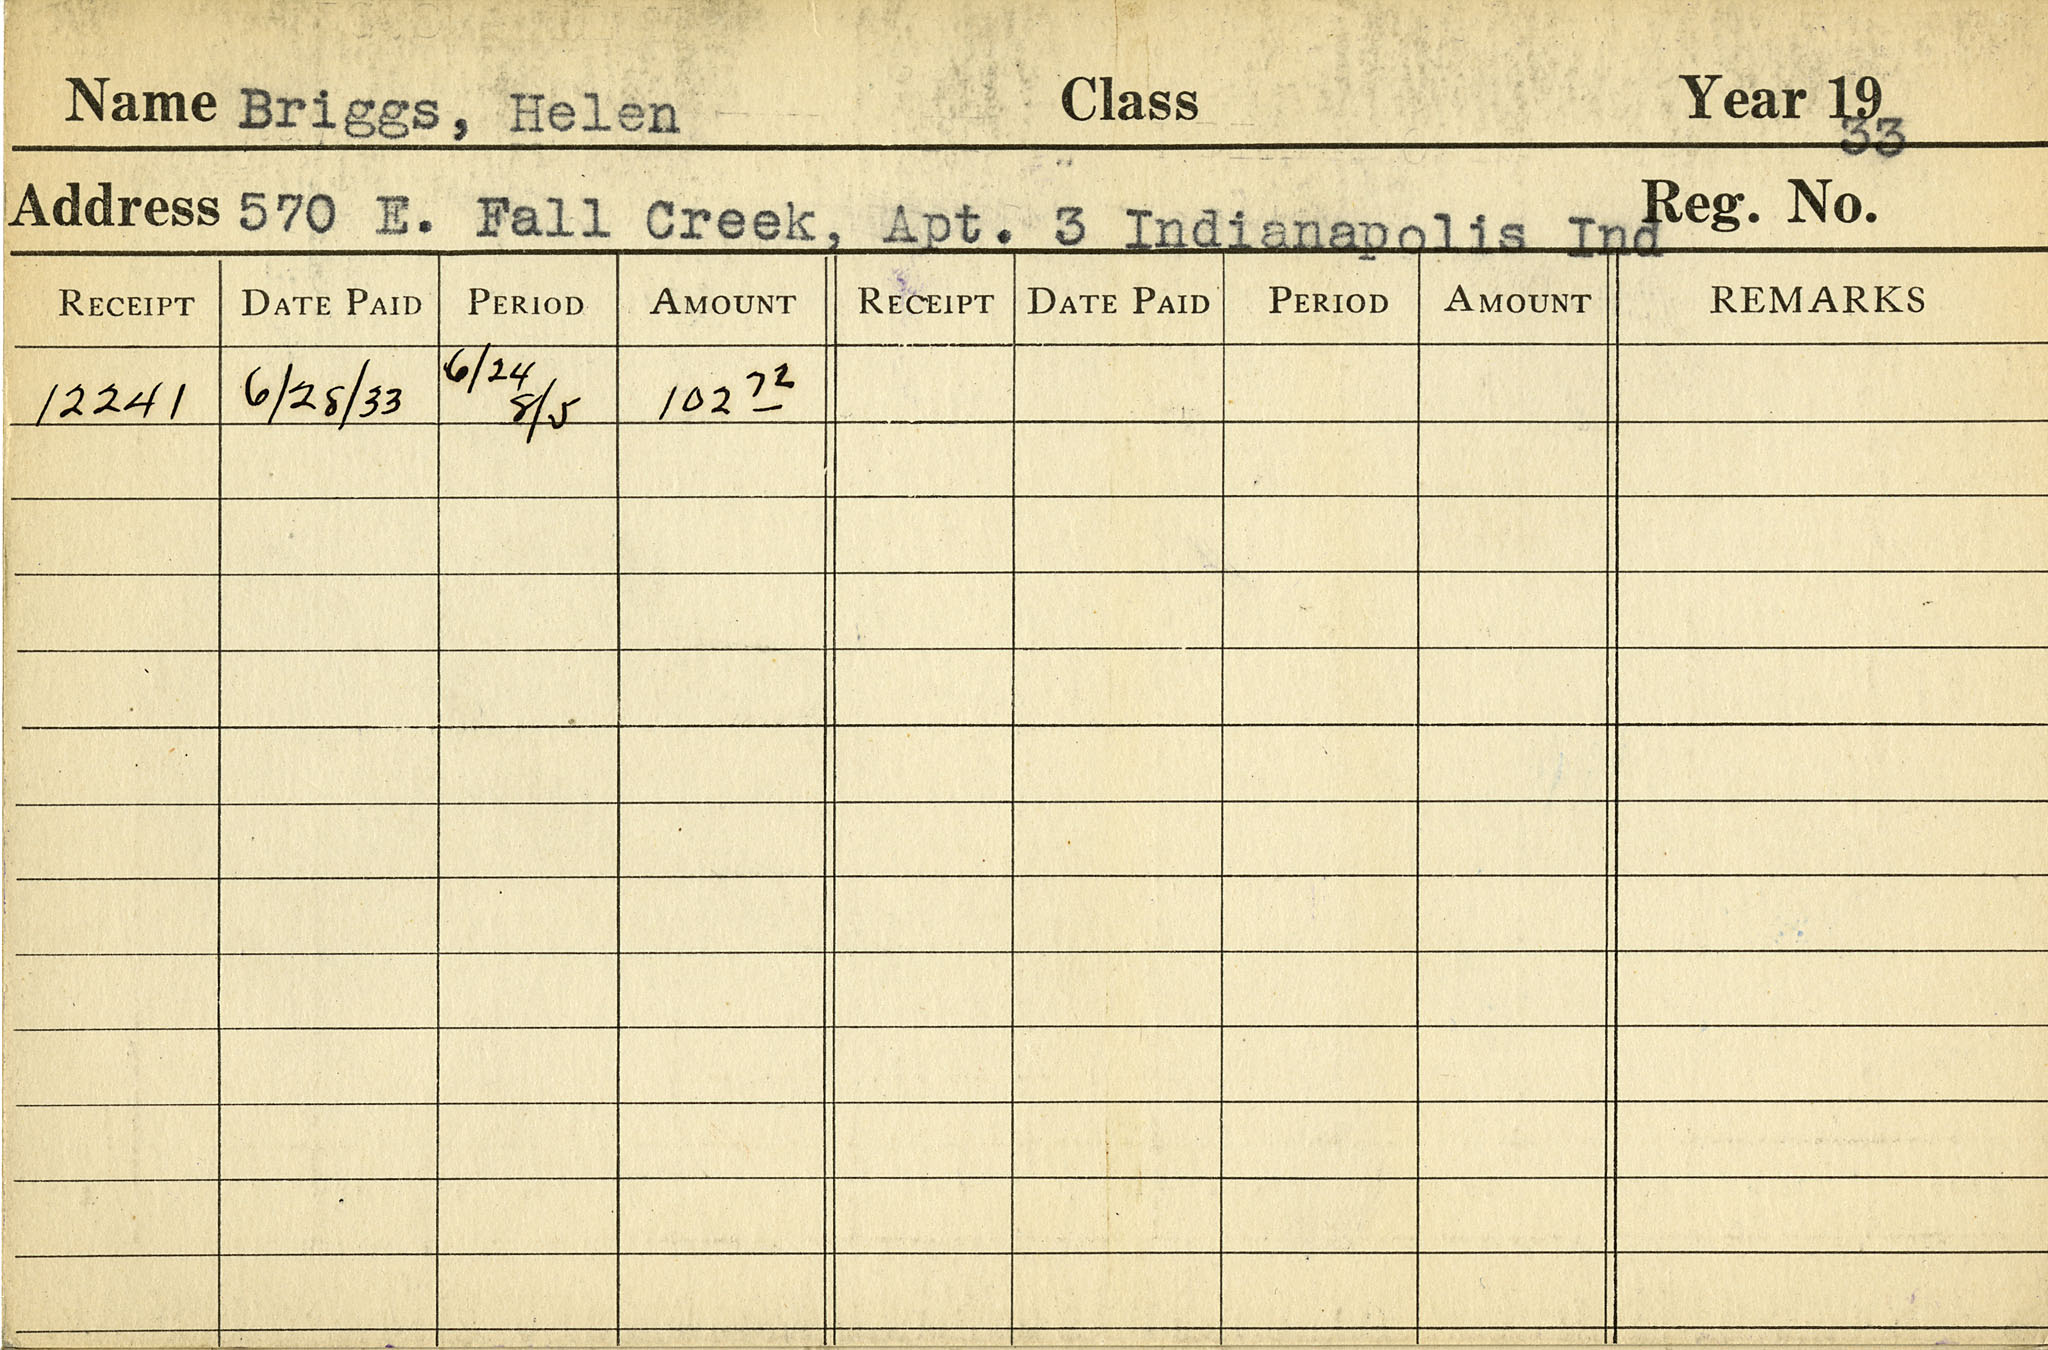 Name Briggs, Helen Class Year 1933
Address 570 E. Fall Creek, Apt. 3 Indianapolis Ind Reg. No.
RECEIPT DATE PAID PERIOD AMOUNT RECEIPT DATE PAID PERIOD AMOUNT REMARKS
12241 6/28/33 6/24 8/5 102 72